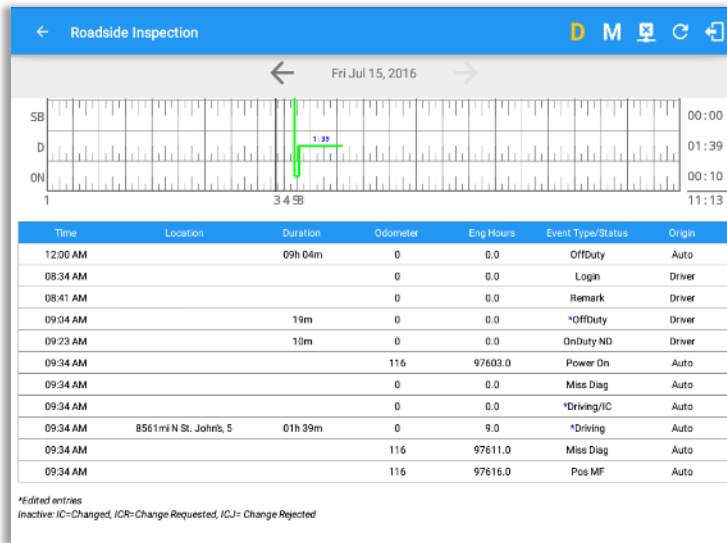 Roadside Inspection D M
Fri Jul 15, 2016
SB 00:00
1:39
D 01:39
ON 00:10
1 3 4 5 8 11:13
Time Location Duration Odometer Eng Hours Event Type/Status Origin
12:00 AM 09h 04m 0 0.0 OffDuty Auto
08:34 AM 0 0.0 Login Driver
08:41 AM 0 0.0 Remark Driver
09:04 AM 19m 0 0.0 *OffDuty Driver
09:23 AM 10m 0 0.0 OnDuty ND Driver
09:34 AM 116 97603.0 Power On Auto
09:34 AM 0 0.0 Miss Diag Auto
09:34 AM 0 0.0 *Driving/IC Auto
09:34 AM 8561mi N St. John's, 5 01h 39m 0 9.0 *Driving Auto
09:34 AM 116 97611.0 Miss Diag Auto
09:34 AM 116 97616.0 Pos MF Auto
*Edited entries
Inactive: IC=Changed, ICR=Change Requested, ICJ= Change Rejected